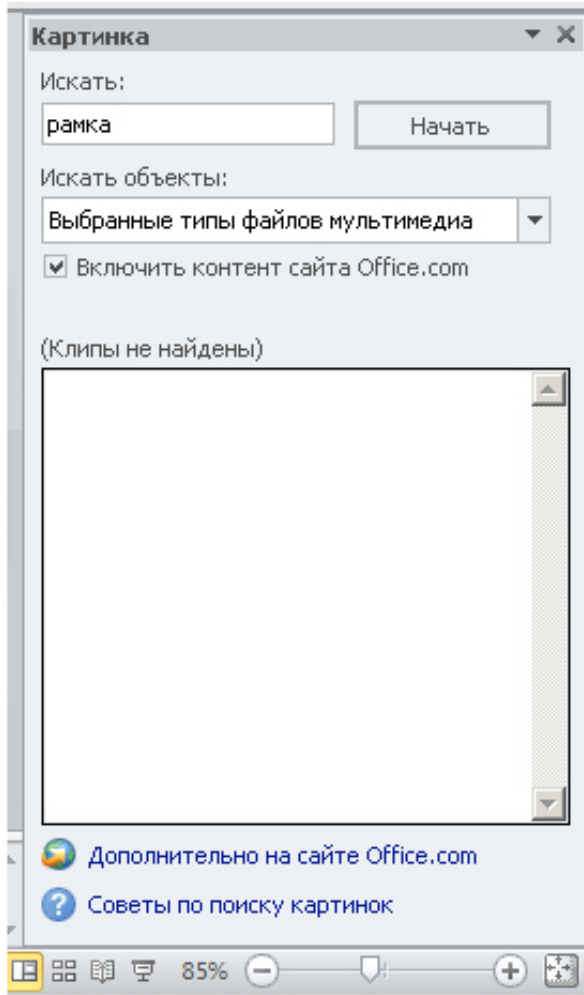 Картинка
Искать:
рамка
Начать
Искать объекты:
Выбранные типы файлов мультимедиа
Включить контент сайта Office.com
(Клипы не найдены)
Дополнительно на сайте Office.com
Советы по поиску картинок
85%